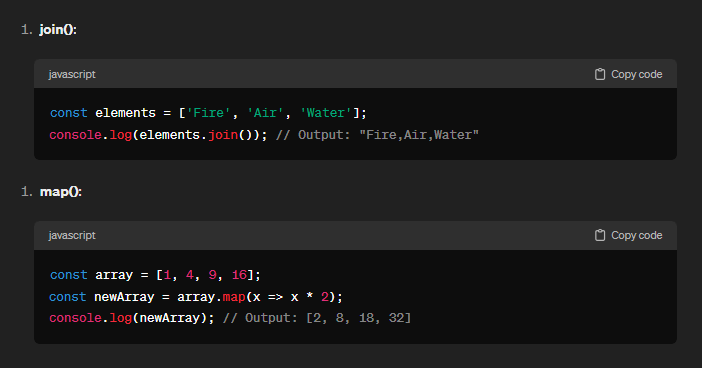 1. join():
javascript
Copy code
const elements = ['Fire', 'Air', 'Water'];
console.log(elements.join()); // Output: "Fire,Air,Water"
1. map():
javascript
Copy code
const array = [1, 4, 9, 16];
const newArray = array.map(x => x * 2);
console.log(newArray); // Output: [2, 8, 18, 32]